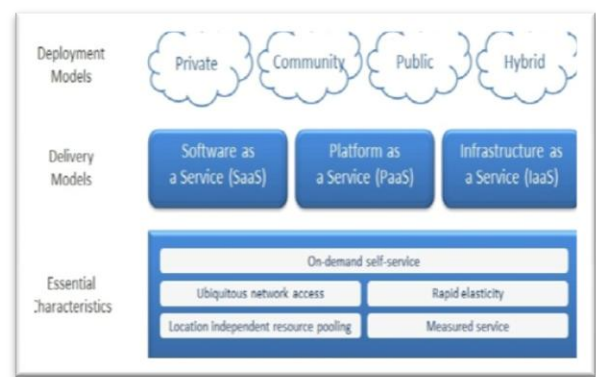 Deployment
Models
Private
Community
Public
Hybrid
Delivery
Models
Software as
a Service (SaaS)
Platform as
a Service (PaaS)
Infrastructure as
a Service (IaaS)
Essential
Characteristics
On-demand self-service
Ubiquitous network access
Rapid elasticity
Location independent resource pooling
Measured service